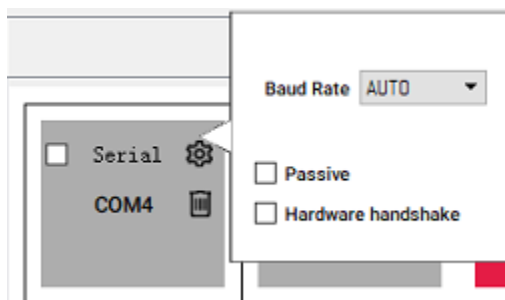 Baud Rate AUTO
Serial
COM4
Passive
Hardware handshake